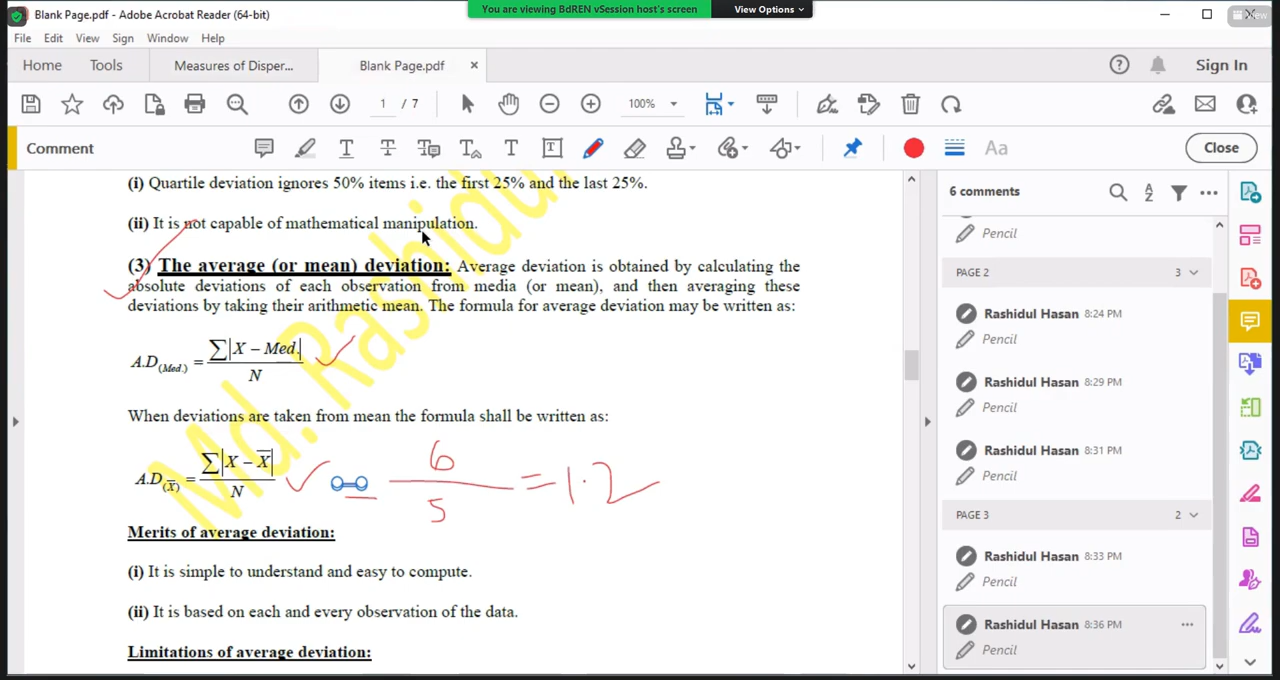 Blank Page.pdf - Adobe Acrobat Reader (64-bit)
You are viewing BdREN vSession host's screen
View Options
View
File Edit View Sign Window Help
Home Tools Measures of Disper... Blank Page.pdf × Sign In
1 / 7 100%
Comment
Aa
Close
(i) Quartile deviation ignores 50% items i.e. the first 25% and the last 25%.
(ii) It is not capable of mathematical manipulation.
(3) The average (or mean) deviation: Average deviation is obtained by calculating the
absolute deviations of each observation from media (or mean), and then averaging these
deviations by taking their arithmetic mean. The formula for average deviation may be written as:
A.D(Med.) = ∑|X − Med.| / N
When deviations are taken from mean the formula shall be written as:
A.D(X̅) = ∑|X − X̅| / N
6 / 5 = 1.2
Merits of average deviation:
(i) It is simple to understand and easy to compute.
(ii) It is based on each and every observation of the data.
Limitations of average deviation:
Md. Rashidu
6 comments
Pencil
PAGE 2 3
Rashidul Hasan 8:24 PM
Pencil
Rashidul Hasan 8:29 PM
Pencil
Rashidul Hasan 8:31 PM
Pencil
PAGE 3 2
Rashidul Hasan 8:33 PM
Pencil
Rashidul Hasan 8:36 PM
Pencil